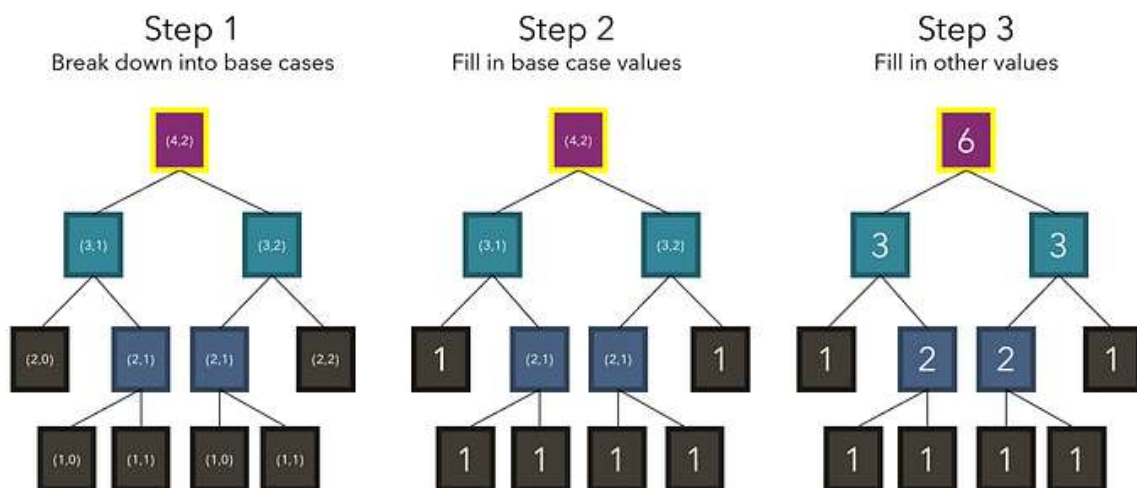 Step 1
Break down into base cases
(4,2)
(3,1) (3,2)
(2,0) (2,1) (2,1) (2,2)
(1,0) (1,1) (1,0) (1,1)
Step 2
Fill in base case values
(4,2)
(3,1) (3,2)
1 (2,1) (2,1) 1
1 1 1 1
Step 3
Fill in other values
6
3 3
1 2 2 1
1 1 1 1